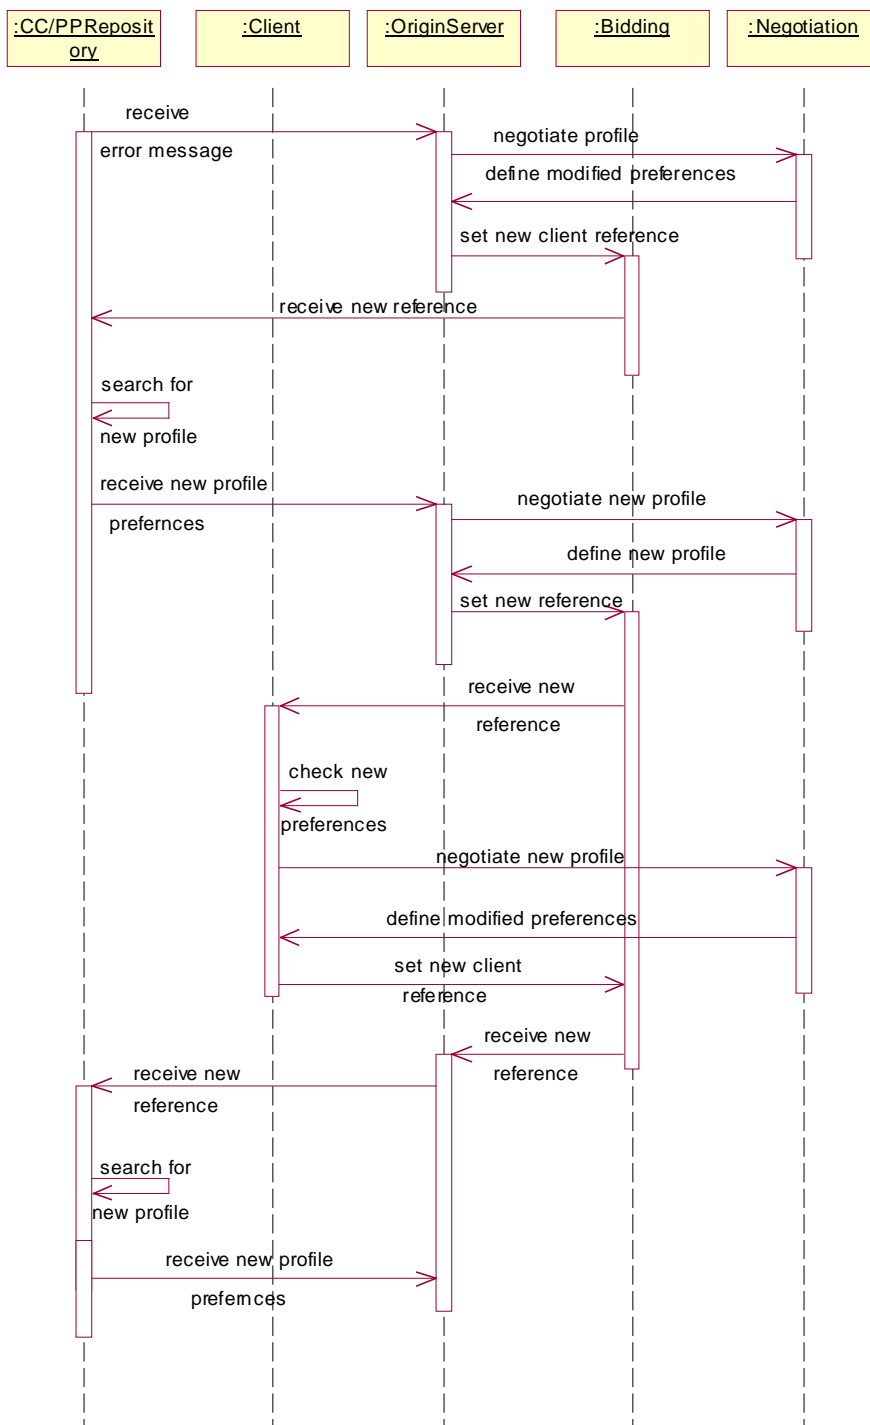 :CC/PPReposit
ory
:Client
:OriginServer
:Bidding
:Negotiation
receive
error message
negotiate profile
define modified preferences
set new client reference
receive new reference
search for
new profile
receive new profile
prefernces
negotiate new profile
define new profile
set new reference
receive new
reference
check new
preferences
negotiate new profile
define modified preferences
set new client
reference
receive new
reference
receive new
reference
search for
new profile
receive new profile
prefernces